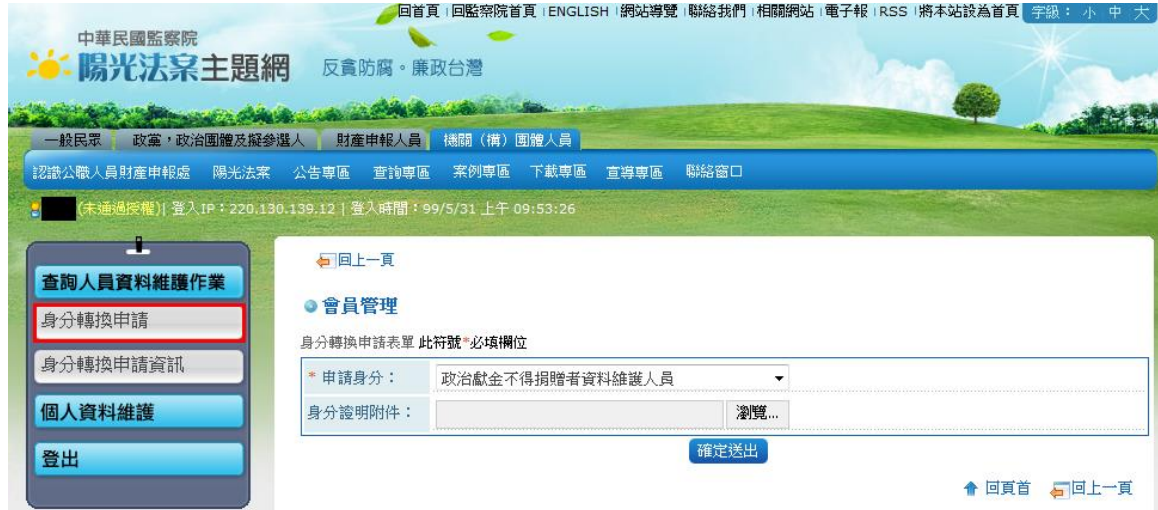 回首頁 | 回監察院首頁 | ENGLISH | 網站導覽 | 聯絡我們 | 相關網站 | 電子報 | RSS | 將本站設為首頁 字級： 小 中 大
中華民國監察院
陽光法案主題網
反貪防腐。廉政台灣
一般民眾 政黨，政治團體及擬參選人 財產申報人員 機關（構）團體人員
認識公職人員財產申報處 陽光法案 公告專區 查詢專區 案例專區 下載專區 宣導專區 聯絡窗口
(未通過授權)| 登入IP：220.130.139.12 | 登入時間：99/5/31 上午 09:53:26
查詢人員資料維護作業
身分轉換申請
身分轉換申請資訊
個人資料維護
登出
回上一頁
會員管理
身分轉換申請表單 此符號*必填欄位
* 申請身分： 政治獻金不得捐贈者資料維護人員
身分證明附件： 瀏覽...
確定送出
回頁首 回上一頁